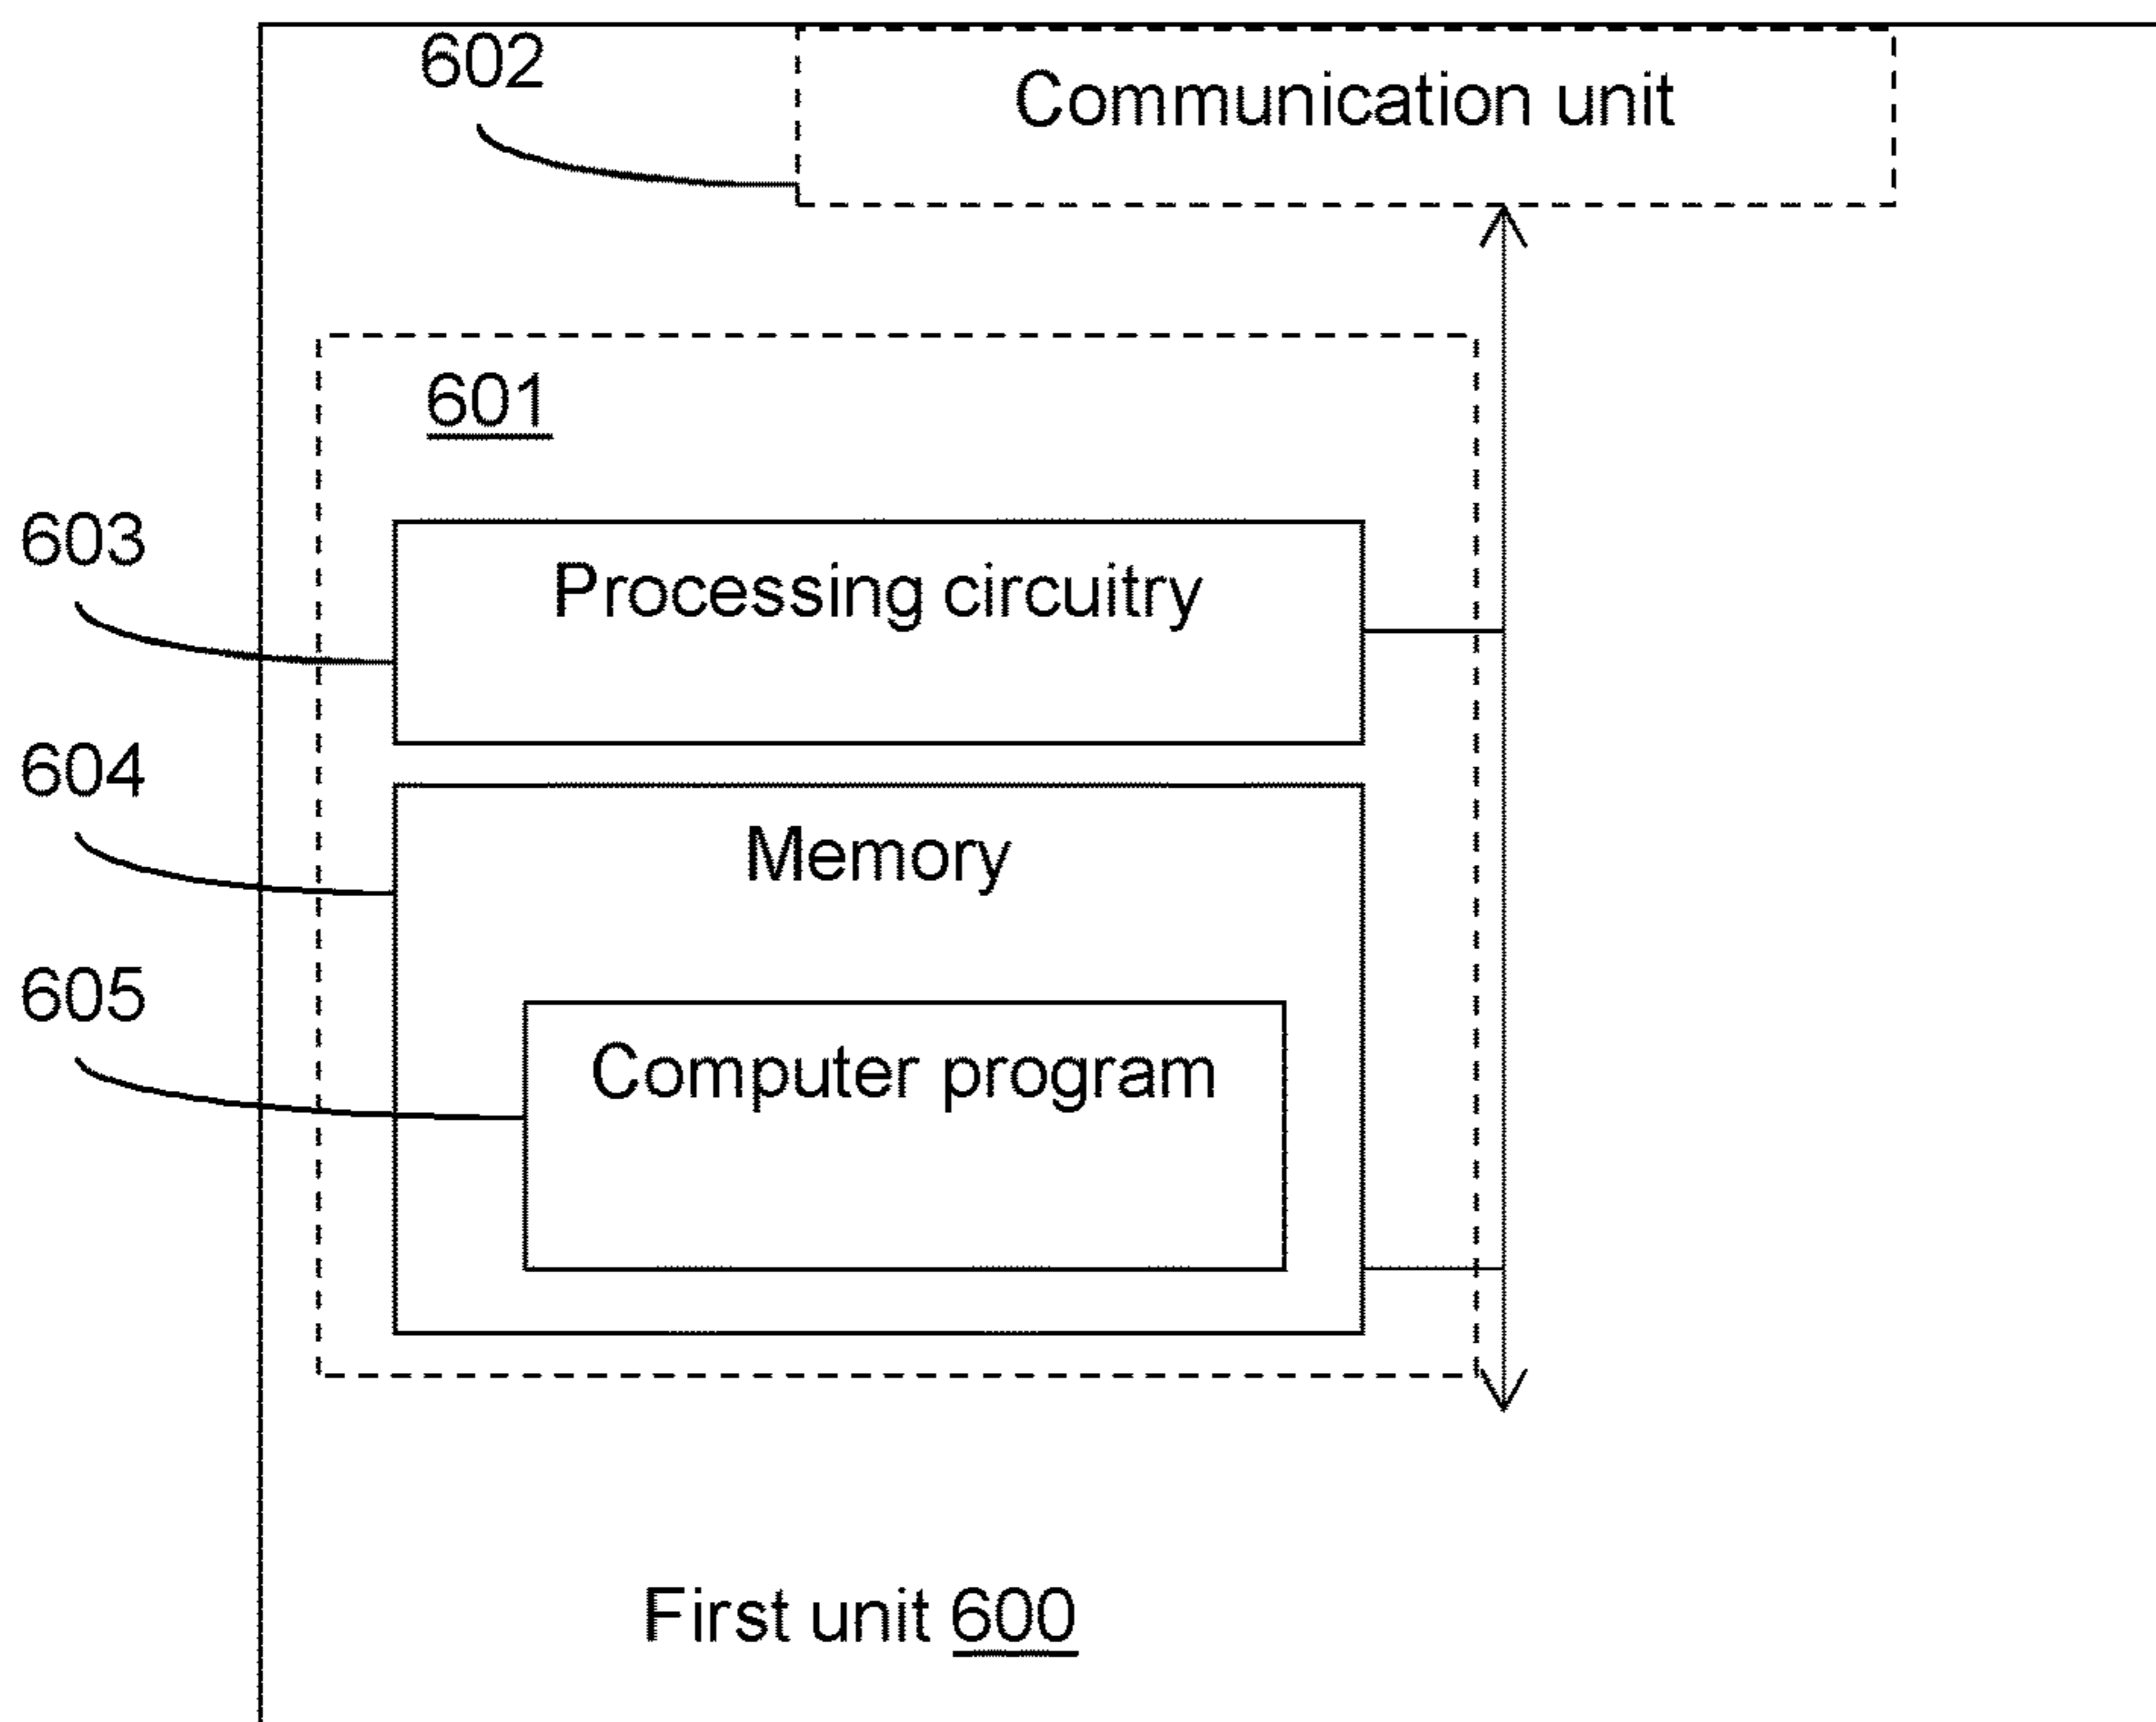 602
Communication unit
601
603
Processing circuitry
604
Memory
605
Computer program
First unit 600